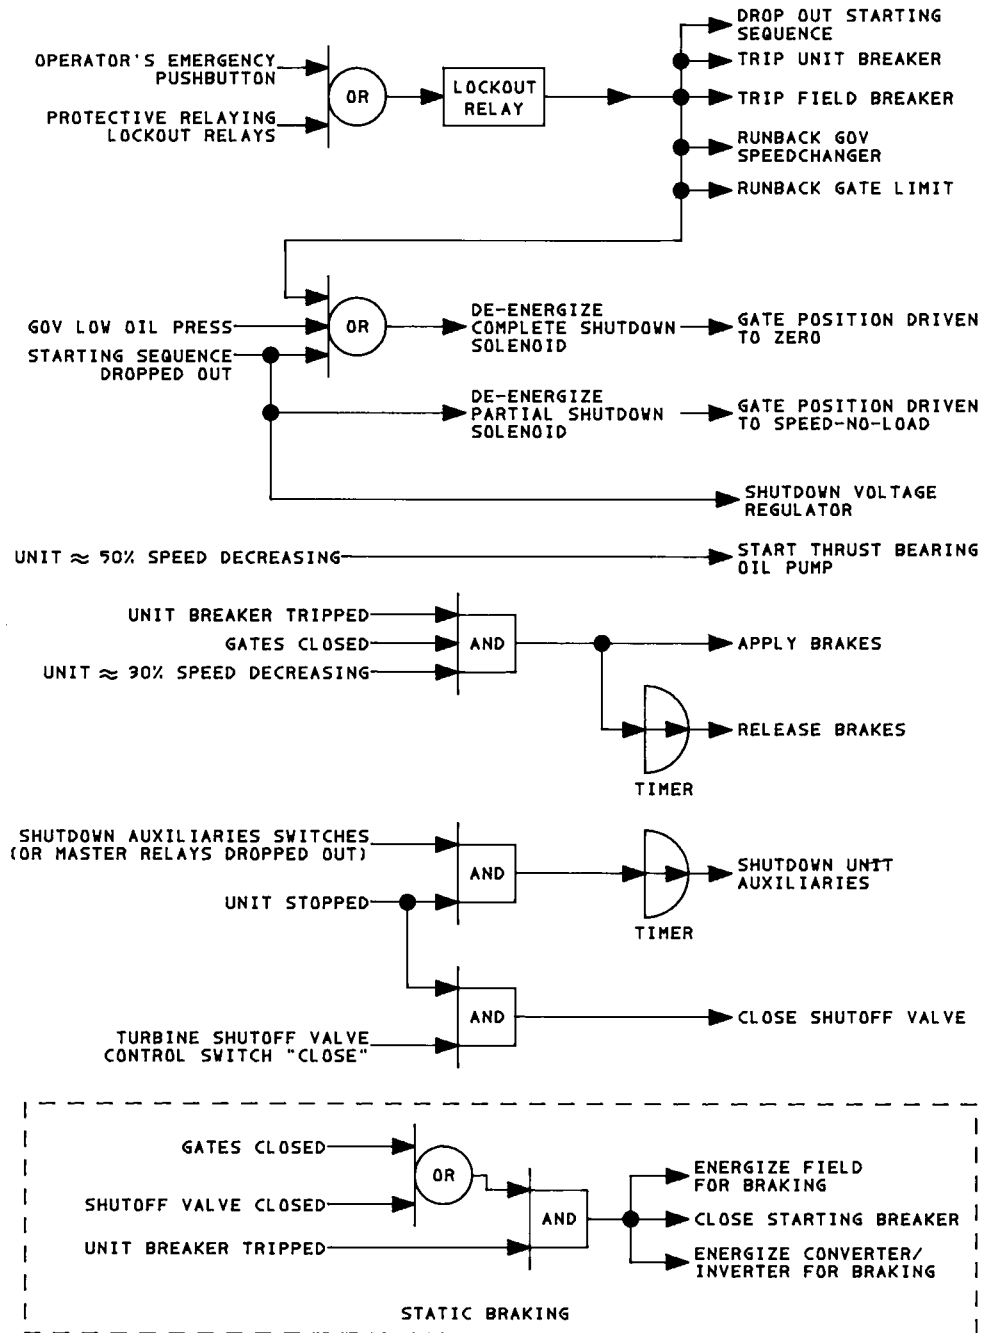 DROP OUT STARTING
SEQUENCE
OPERATOR'S EMERGENCY
PUSHBUTTON
TRIP UNIT BREAKER
OR
LOCKOUT
RELAY
TRIP FIELD BREAKER
PROTECTIVE RELAYING
LOCKOUT RELAYS
RUNBACK GOV
SPEEDCHANGER
RUNBACK GATE LIMIT
GOV LOW OIL PRESS
OR
DE-ENERGIZE
COMPLETE SHUTDOWN
SOLENOID
GATE POSITION DRIVEN
TO ZERO
STARTING SEQUENCE
DROPPED OUT
DE-ENERGIZE
PARTIAL SHUTDOWN
SOLENOID
GATE POSITION DRIVEN
TO SPEED-NO-LOAD
SHUTDOWN VOLTAGE
REGULATOR
UNIT ≈ 50% SPEED DECREASING
START THRUST BEARING
OIL PUMP
UNIT BREAKER TRIPPED
GATES CLOSED
AND
APPLY BRAKES
UNIT ≈ 30% SPEED DECREASING
RELEASE BRAKES
TIMER
SHUTDOWN AUXILIARIES SWITCHES
(OR MASTER RELAYS DROPPED OUT)
AND
SHUTDOWN UNIT
AUXILIARIES
UNIT STOPPED
TIMER
AND
CLOSE SHUTOFF VALVE
TURBINE SHUTOFF VALVE
CONTROL SWITCH "CLOSE"
GATES CLOSED
OR
ENERGIZE FIELD
FOR BRAKING
SHUTOFF VALVE CLOSED
AND
CLOSE STARTING BREAKER
UNIT BREAKER TRIPPED
ENERGIZE CONVERTER/
INVERTER FOR BRAKING
STATIC BRAKING